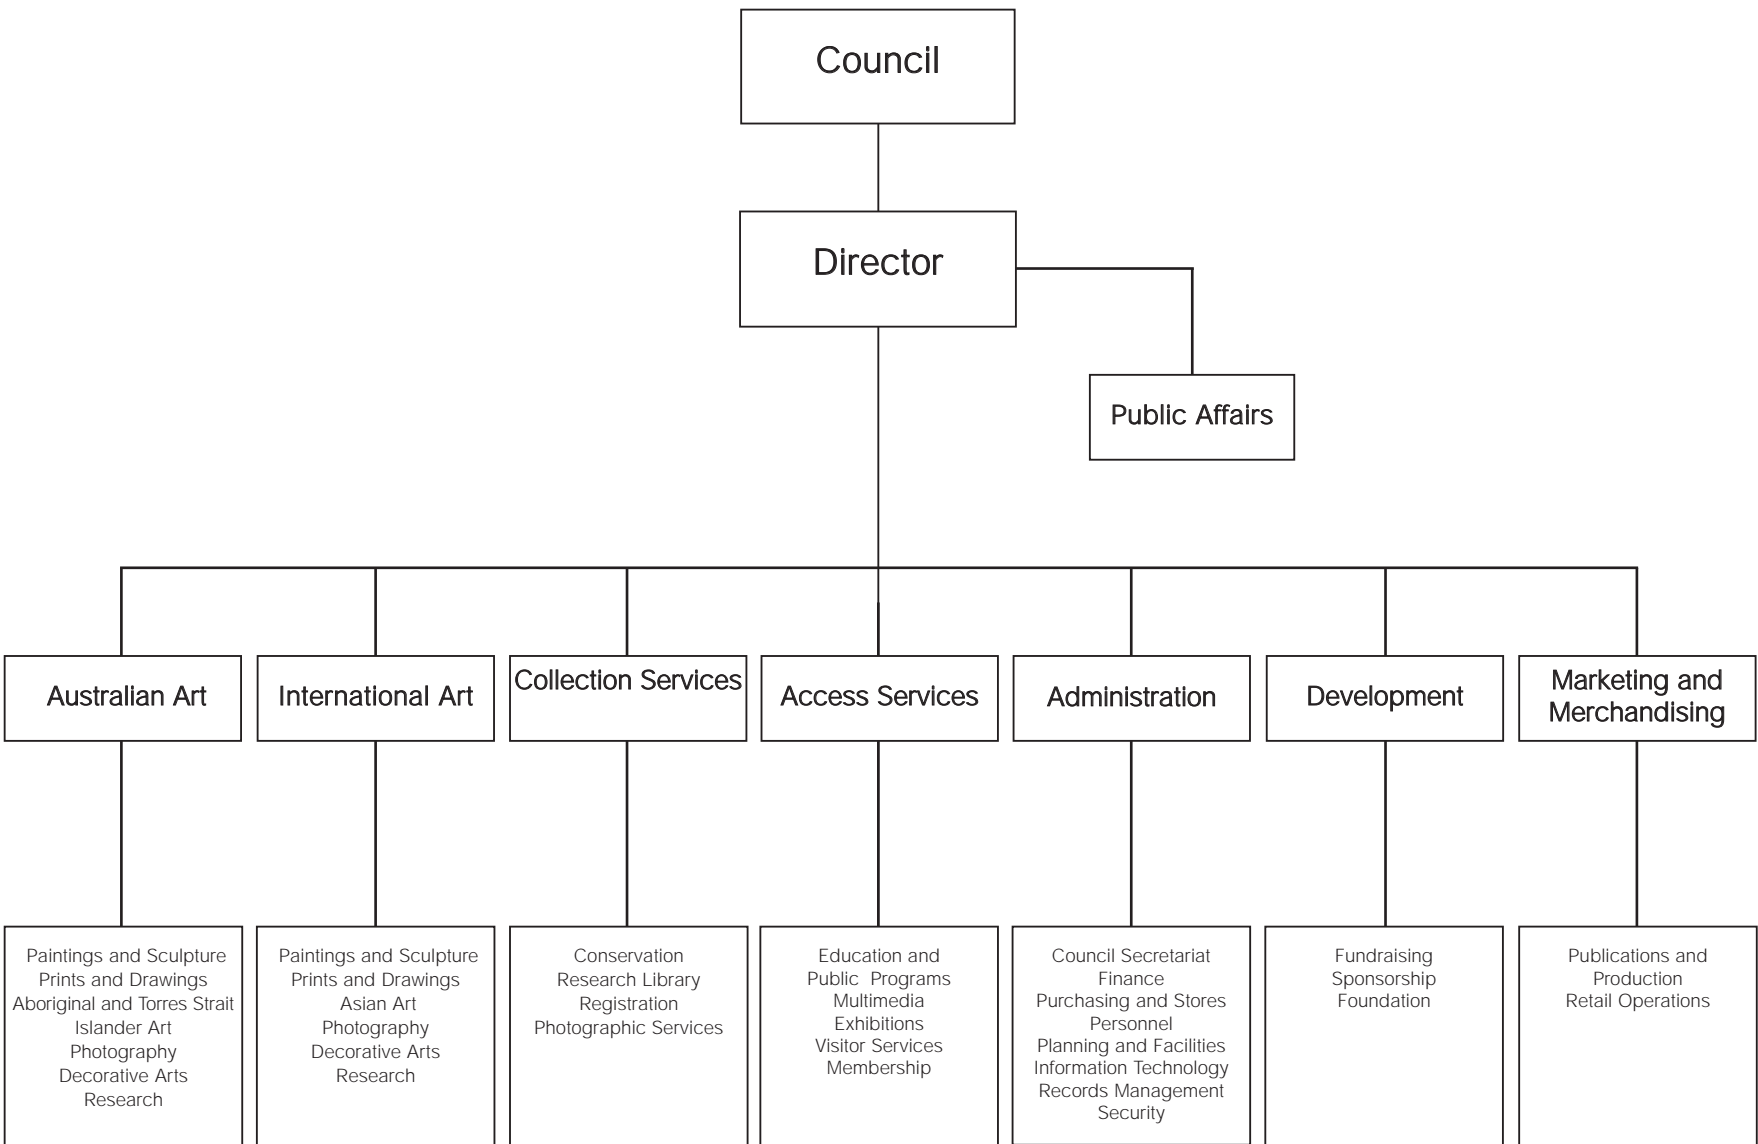 Council
Director
Public Affairs
Australian Art
International Art
Collection Services
Access Services
Administration
Development
Marketing and
Merchandising
Paintings and Sculpture
Prints and Drawings
Aboriginal and Torres Strait
Islander Art
Photography
Decorative Arts
Research
Paintings and Sculpture
Prints and Drawings
Asian Art
Photography
Decorative Arts
Research
Conservation
Research Library
Registration
Photographic Services
Education and
Public Programs
Multimedia
Exhibitions
Visitor Services
Membership
Council Secretariat
Finance
Purchasing and Stores
Personnel
Planning and Facilities
Information Technology
Records Management
Security
Fundraising
Sponsorship
Foundation
Publications and
Production
Retail Operations